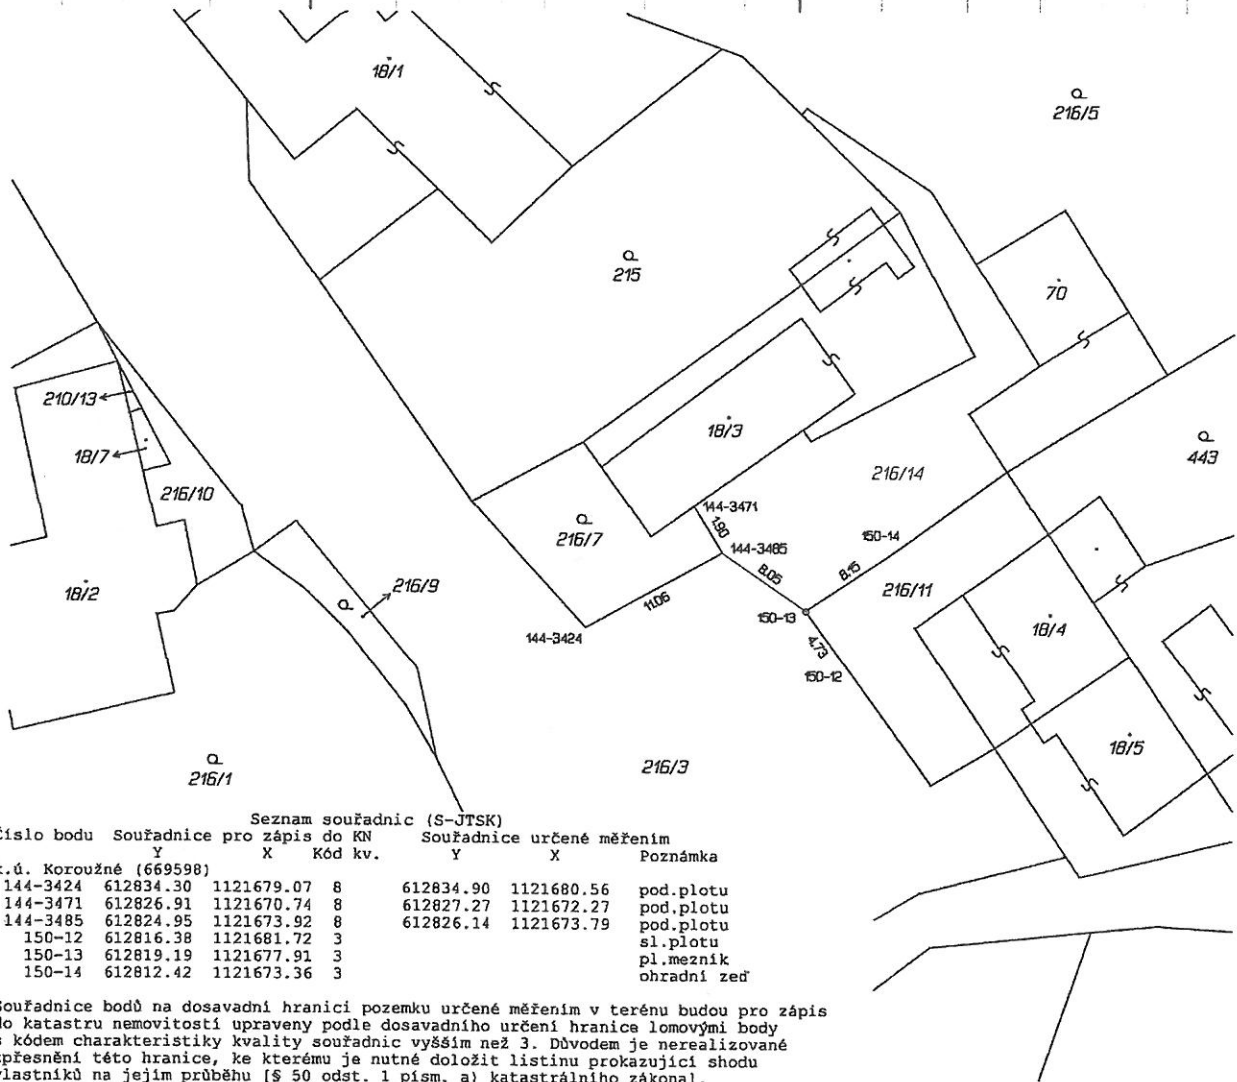 18/1
216/5
215
70
210/13
18/7
216/10
18/3
216/14
443
144-3471
1.90
216/7
144-3485
150-14
8.05
8.15
216/11
18/2
216/9
11.06
150-13
18/4
144-3424
4.73
150-12
216/1
216/3
18/5
Seznam souřadnic (S-JTSK)
Číslo bodu Souřadnice pro zápis do KN Souřadnice určené měřením
Y X Kód kv. Y X Poznámka
k.ú. Koroužné (669598)
144-3424 612834.30 1121679.07 8 612834.90 1121680.56 pod.plotu
144-3471 612826.91 1121670.74 8 612827.27 1121672.27 pod.plotu
144-3485 612824.95 1121673.92 8 612826.14 1121673.79 pod.plotu
150-12 612816.38 1121681.72 3 sl.plotu
150-13 612819.19 1121677.91 3 pl.mezník
150-14 612812.42 1121673.36 3 ohradní zeď
Souřadnice bodů na dosavadní hranici pozemku určené měřením v terénu budou pro zápis
do katastru nemovitostí upraveny podle dosavadního určení hranice lomovými body
s kódem charakteristiky kvality souřadnic vyšším než 3. Důvodem je nerealizované
zpřesnění této hranice, ke kterému je nutné doložit listinu prokazující shodu
vlastníků na jejím průběhu [§ 50 odst. 1 písm. a) katastrálního zákona].